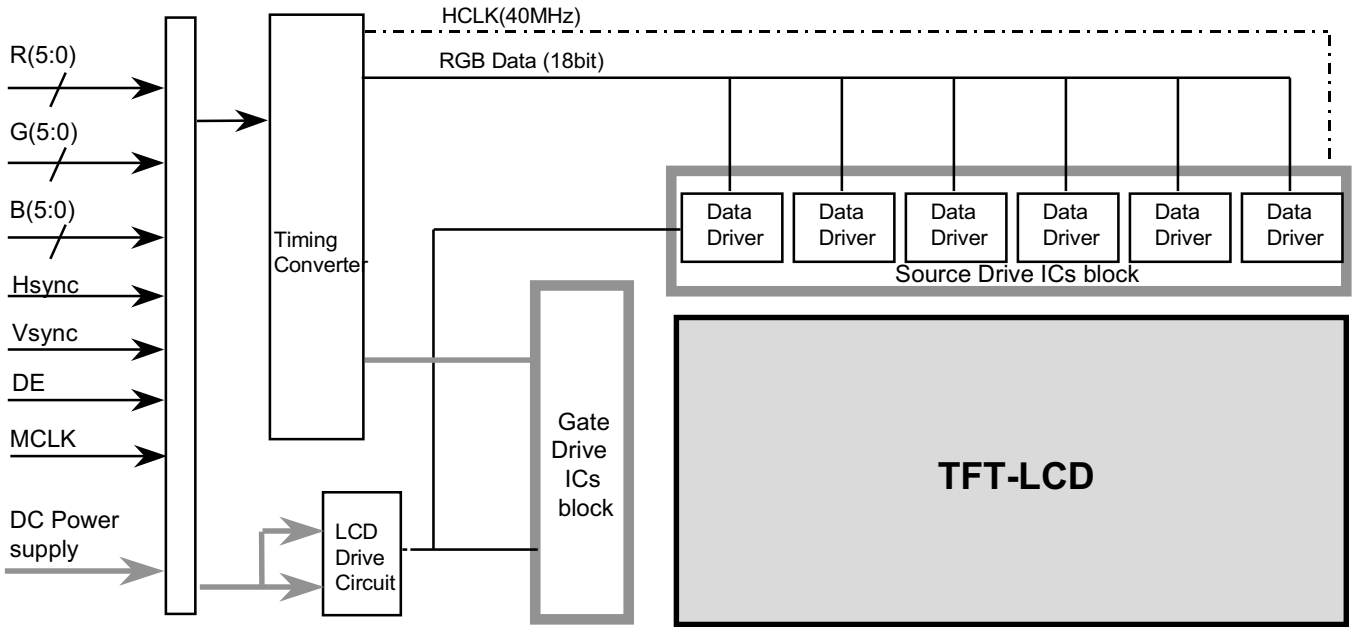 HCLK(40MHz)
R(5:0)
RGB Data (18bit)
G(5:0)
B(5:0)
Data
Driver
Data
Driver
Data
Driver
Data
Driver
Data
Driver
Data
Driver
Timing
Converter
Source Drive ICs block
Hsync
Vsync
DE
MCLK
Gate
Drive
ICs
block
TFT-LCD
DC Power
supply
LCD
Drive
Circuit